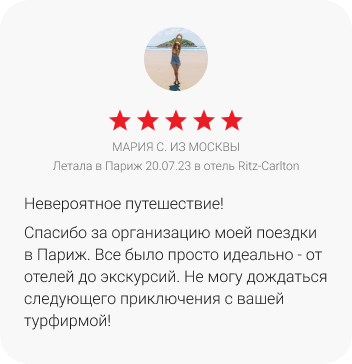 МАРИЯ С. ИЗ МОСКВЫ
Летала в Париж 20.07.23 в отель Ritz-Carlton
Невероятное путешествие!
Спасибо за организацию моей поездки
в Париж. Все было просто идеально - от
отелей до экскурсий. Не могу дождаться
следующего приключения с вашей
турфирмой!